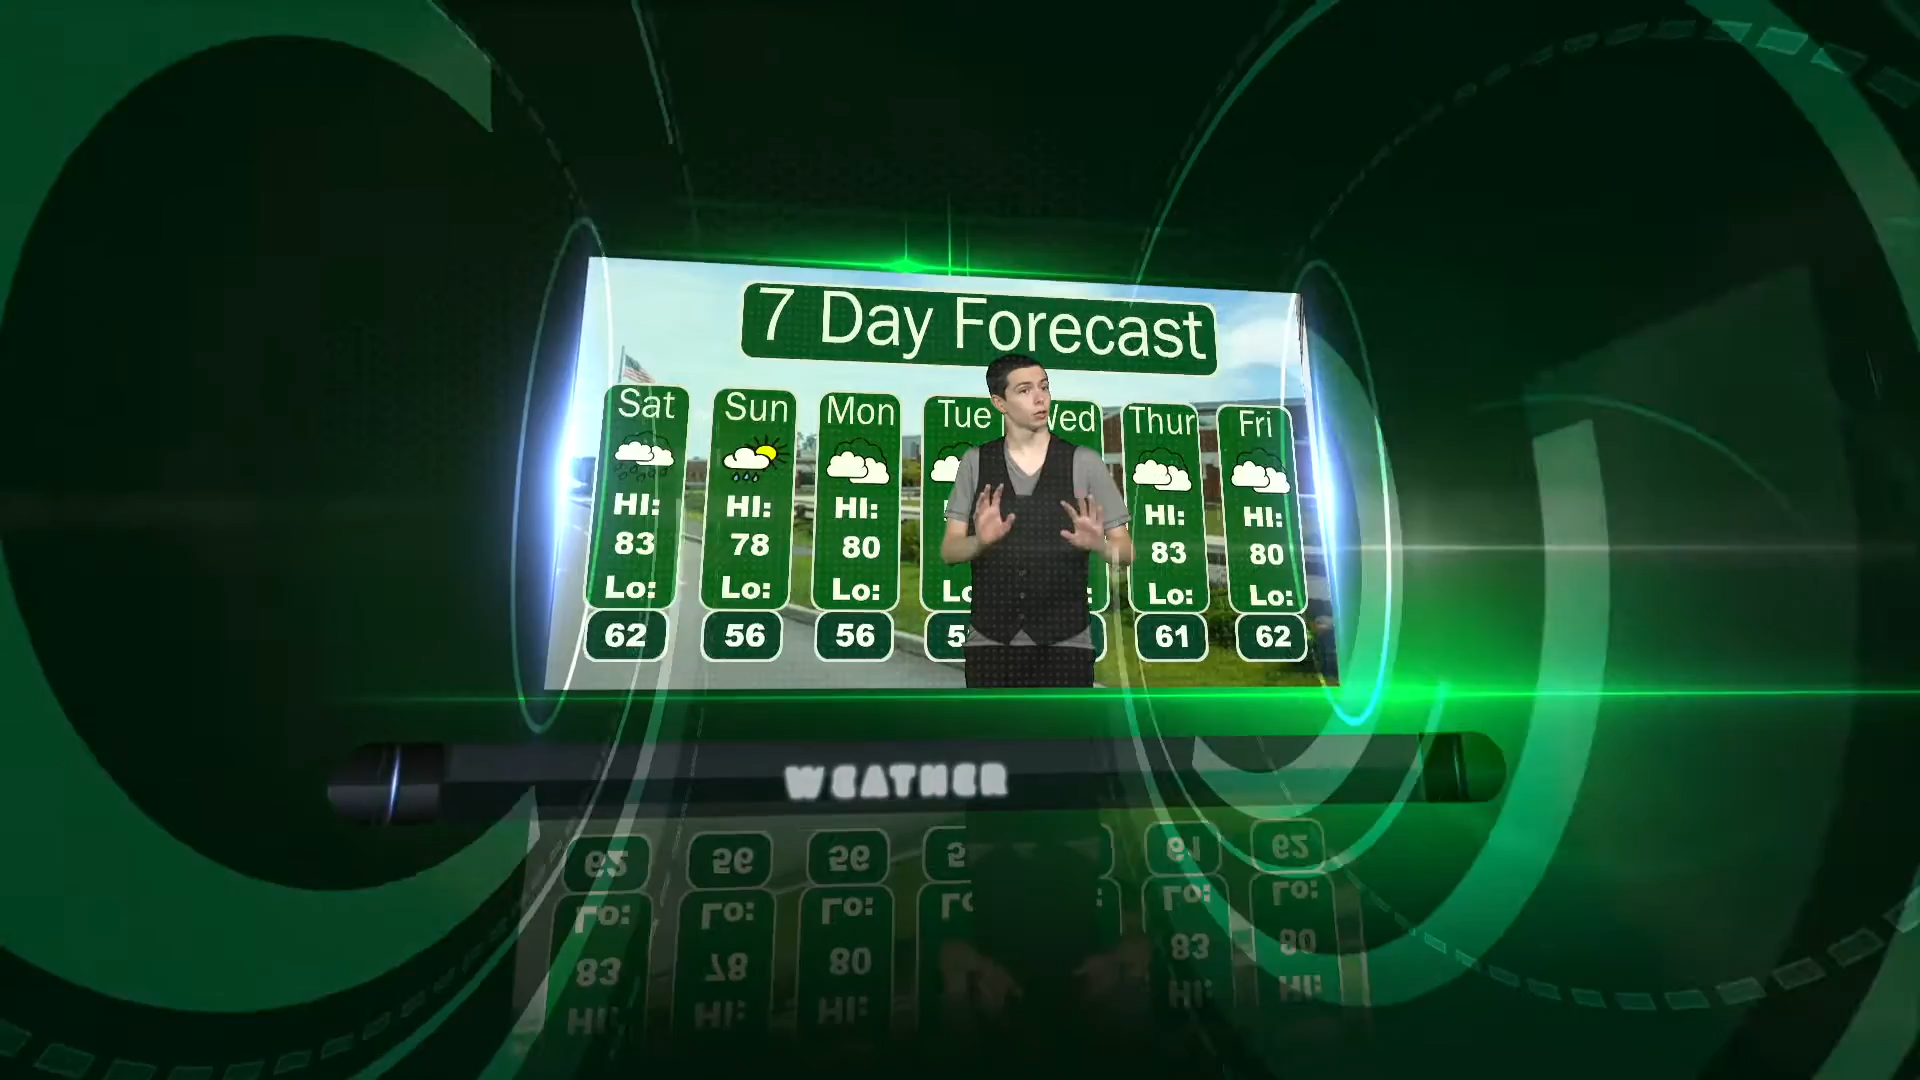 7 Day Forecast
Sat Sun Mon Tue Wed Thur Fri
HI: HI: HI: HI: HI:
83 78 80 83 80
Lo: Lo: Lo: Lo: Lo:
62 56 56 61 62
WEATHER